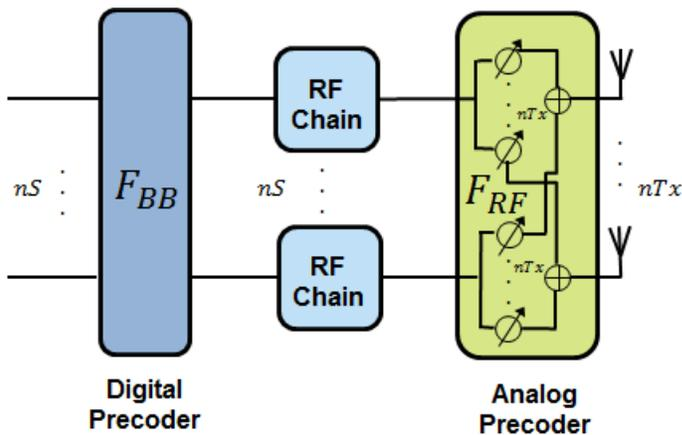 RF
Chain
nTx
nS
F_BB
nS
F_RF
nTx
RF
Chain
nTx
Digital
Precoder
Analog
Precoder